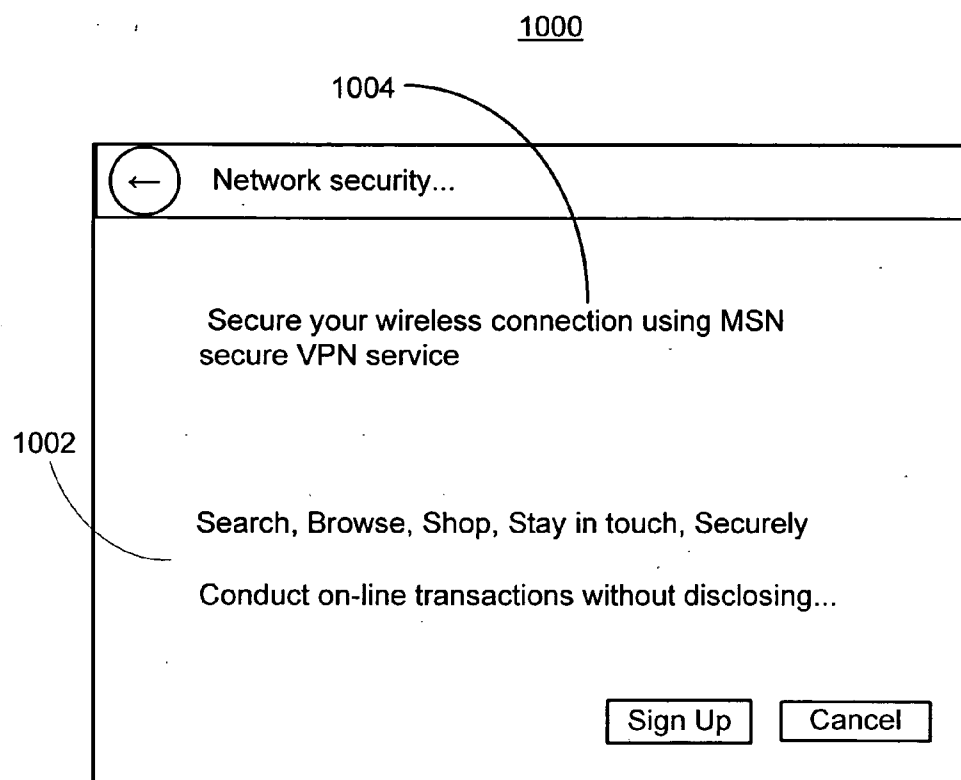 1000
1004
← Network security...
Secure your wireless connection using MSN
secure VPN service
1002
Search, Browse, Shop, Stay in touch, Securely
Conduct on-line transactions without disclosing...
Sign Up Cancel